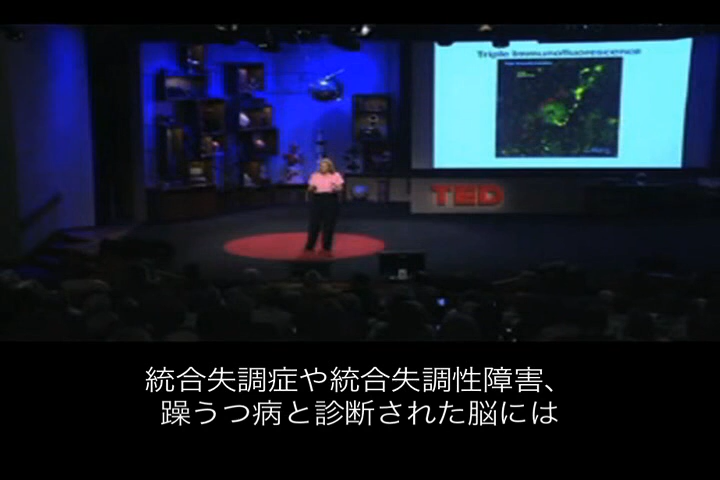 Triple Immunofluorescence
TED
統合失調症や統合失調性障害、
躁うつ病と診断された脳には